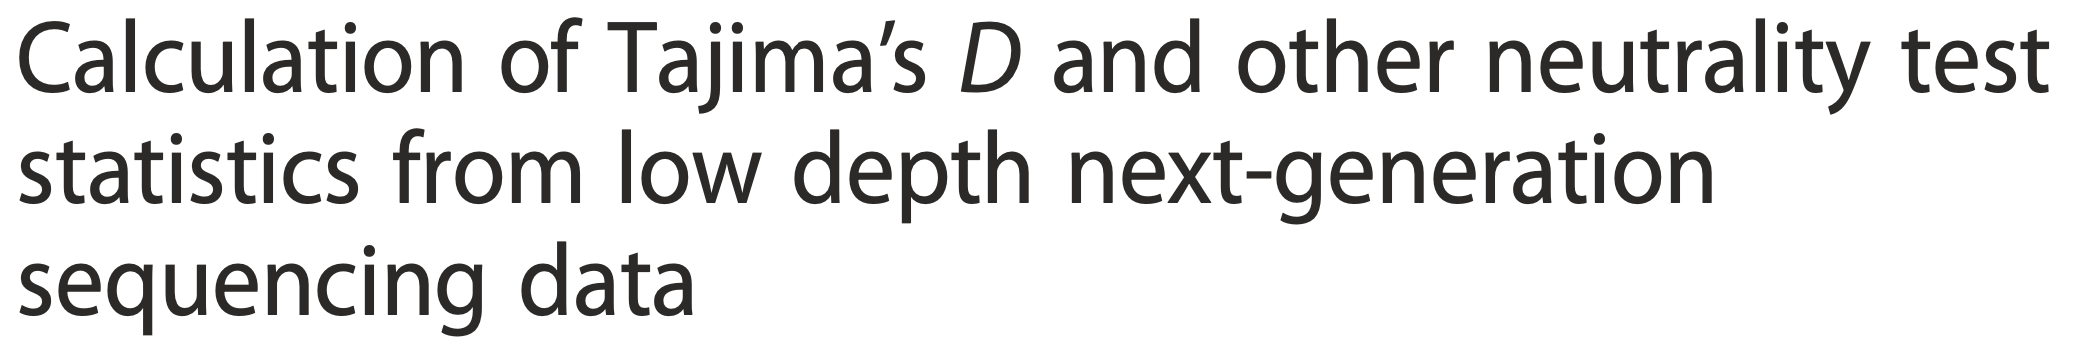 Calculation of Tajima’s D and other neutrality test
statistics from low depth next-generation
sequencing data